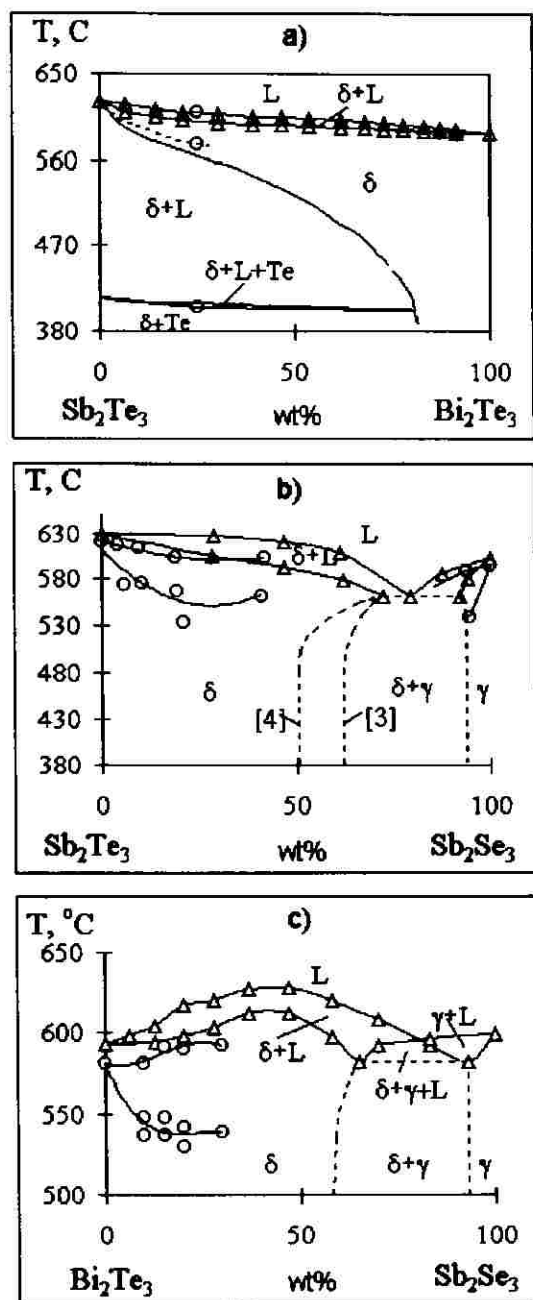 T, C
a)
650
L
δ+L
560
δ
δ+L
470
δ+L+Te
δ+Te
380
0
50
100
Sb₂Te₃
wt%
Bi₂Te₃
T, C
b)
630
L
δ+L
580
530
δ
δ+γ
γ
480
430
[4]
[3]
380
0
50
100
Sb₂Te₃
wt%
Sb₂Se₃
T, °C
c)
650
L
γ+L
600
δ+L
δ+γ+L
550
δ
δ+γ
γ
500
0
50
100
Bi₂Te₃
wt%
Sb₂Se₃